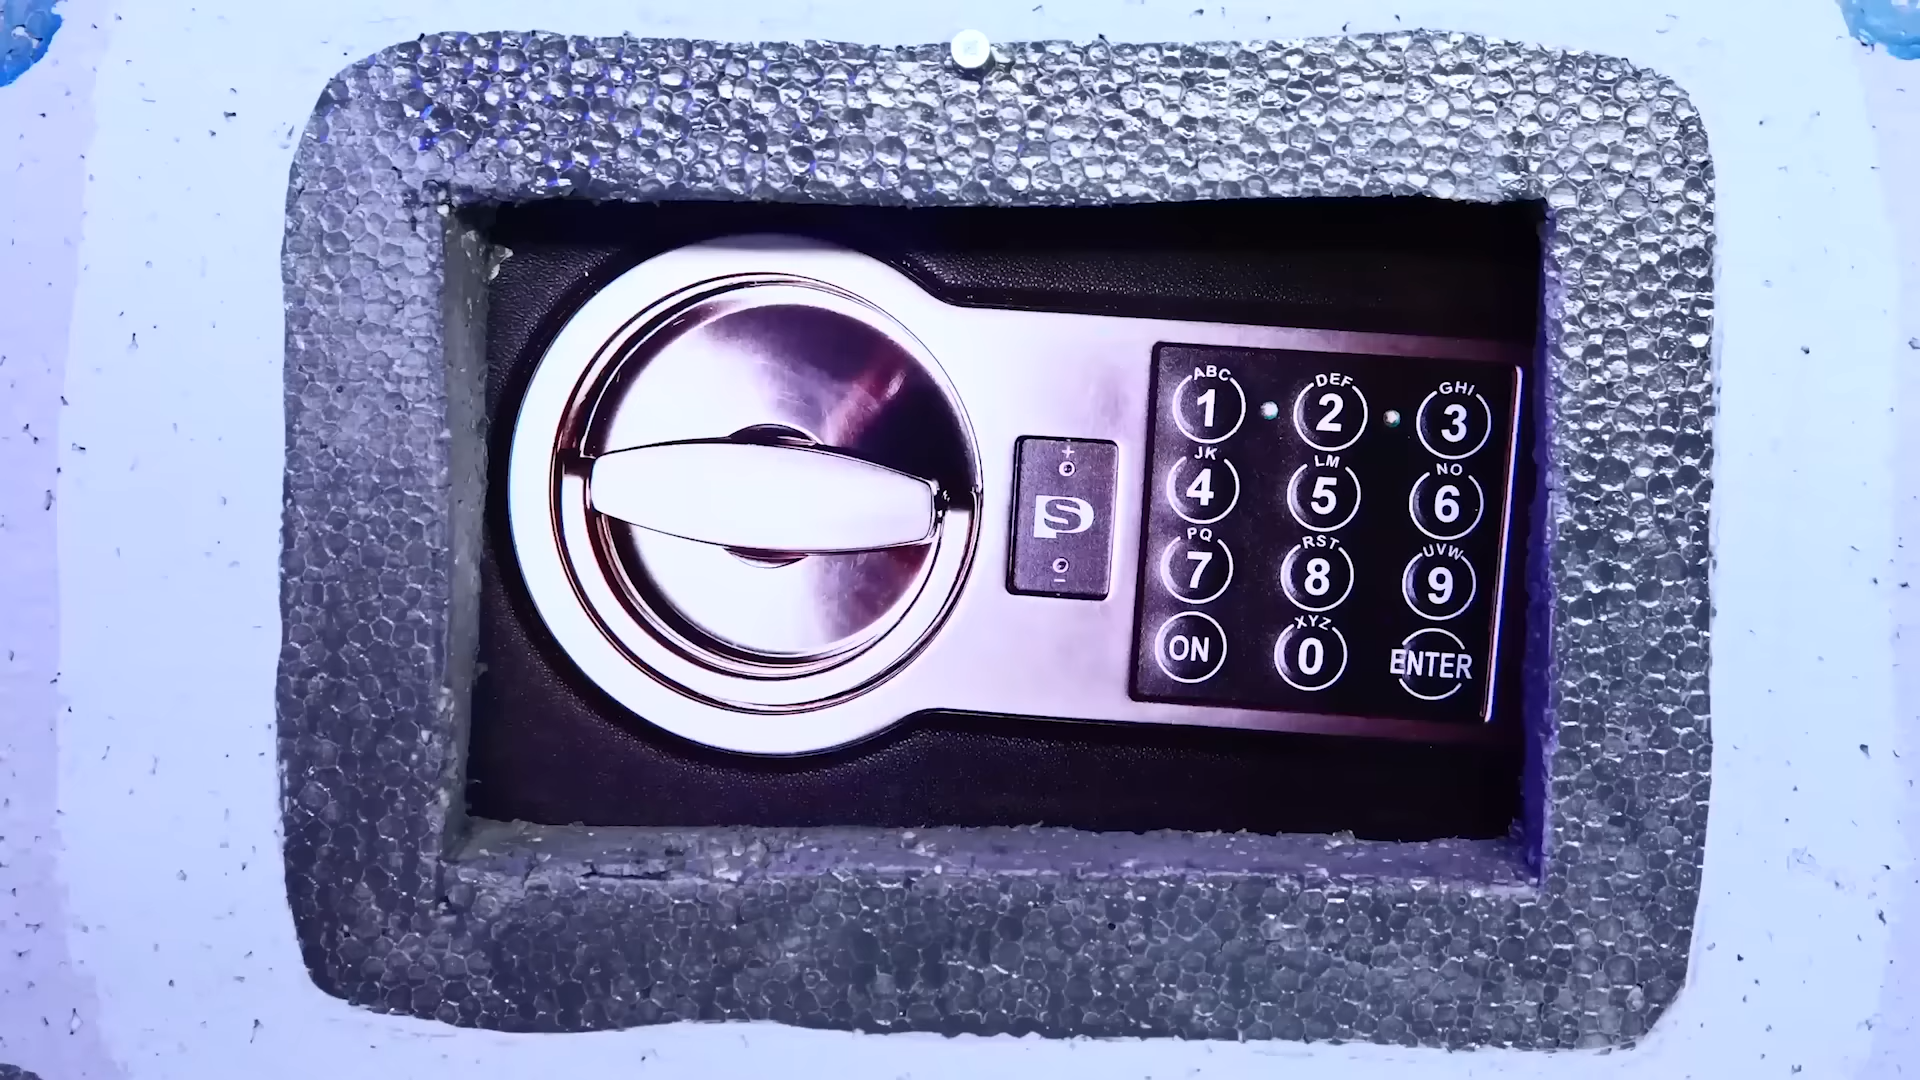 ABC DEF GHI
1 2 3
JK LM NO
4 5 6
PQ RST UVW
7 8 9
XYZ
ON 0 ENTER
+
PS
−